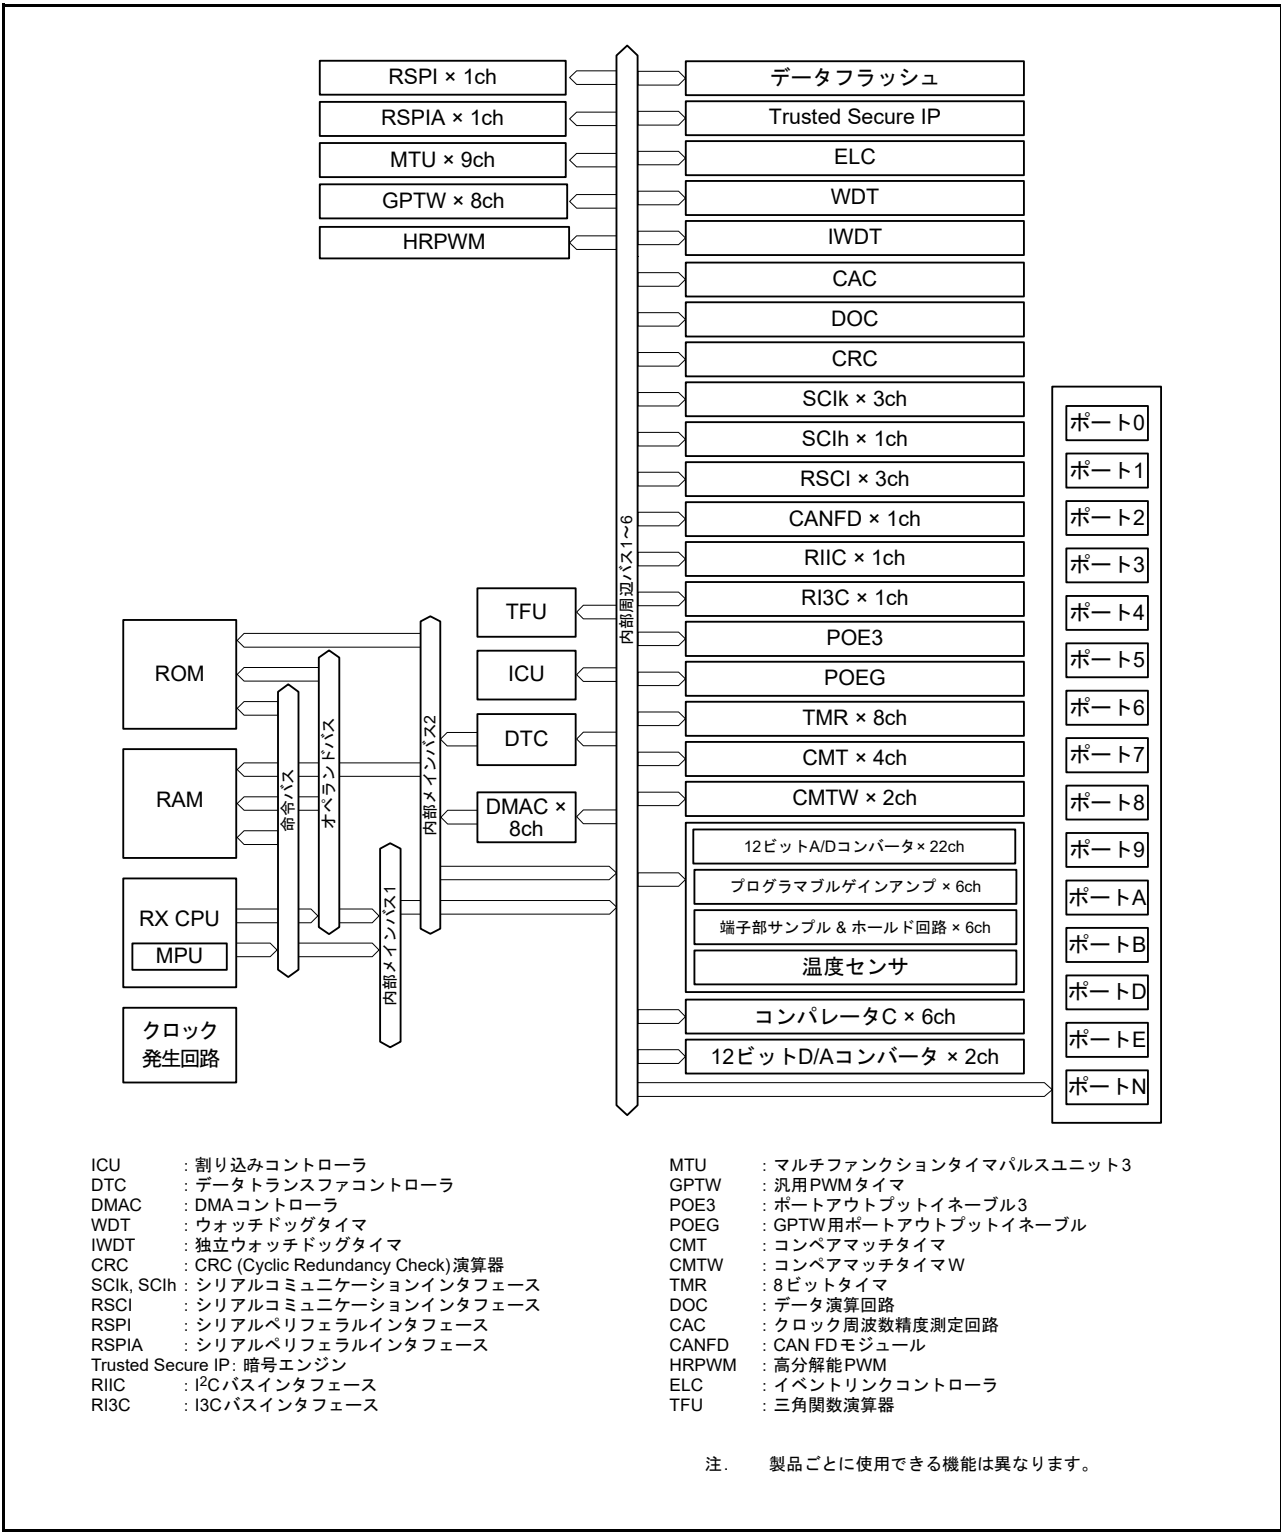 RSPI × 1ch
RSPIA × 1ch
MTU × 9ch
GPTW × 8ch
HRPWM
データフラッシュ
Trusted Secure IP
ELC
WDT
IWDT
CAC
DOC
CRC
SCIk × 3ch
SCIh × 1ch
RSCI × 3ch
CANFD × 1ch
RIIC × 1ch
RI3C × 1ch
POE3
POEG
TMR × 8ch
CMT × 4ch
CMTW × 2ch
12ビットA/Dコンバータ× 22ch
プログラマブルゲインアンプ × 6ch
端子部サンプル & ホールド回路 × 6ch
温度センサ
コンパレータC × 6ch
12ビットD/Aコンバータ × 2ch
ポート0
ポート1
ポート2
ポート3
ポート4
ポート5
ポート6
ポート7
ポート8
ポート9
ポートA
ポートB
ポートD
ポートE
ポートN
内部周辺バス1～6
TFU
ICU
DTC
DMAC ×
8ch
内部メインバス2
オペランドバス
命令バス
内部メインバス1
ROM
RAM
RX CPU
MPU
クロック
発生回路
ICU : 割り込みコントローラ
DTC : データトランスファコントローラ
DMAC : DMAコントローラ
WDT : ウォッチドッグタイマ
IWDT : 独立ウォッチドッグタイマ
CRC : CRC (Cyclic Redundancy Check)演算器
SCIk, SCIh : シリアルコミュニケーションインタフェース
RSCI : シリアルコミュニケーションインタフェース
RSPI : シリアルペリフェラルインタフェース
RSPIA : シリアルペリフェラルインタフェース
Trusted Secure IP : 暗号エンジン
RIIC : I²Cバスインタフェース
RI3C : I3Cバスインタフェース
MTU : マルチファンクションタイマパルスユニット3
GPTW : 汎用PWMタイマ
POE3 : ポートアウトプットイネーブル3
POEG : GPTW用ポートアウトプットイネーブル
CMT : コンペアマッチタイマ
CMTW : コンペアマッチタイマW
TMR : 8ビットタイマ
DOC : データ演算回路
CAC : クロック周波数精度測定回路
CANFD : CAN FDモジュール
HRPWM : 高分解能PWM
ELC : イベントリンクコントローラ
TFU : 三角関数演算器
注. 製品ごとに使用できる機能は異なります。